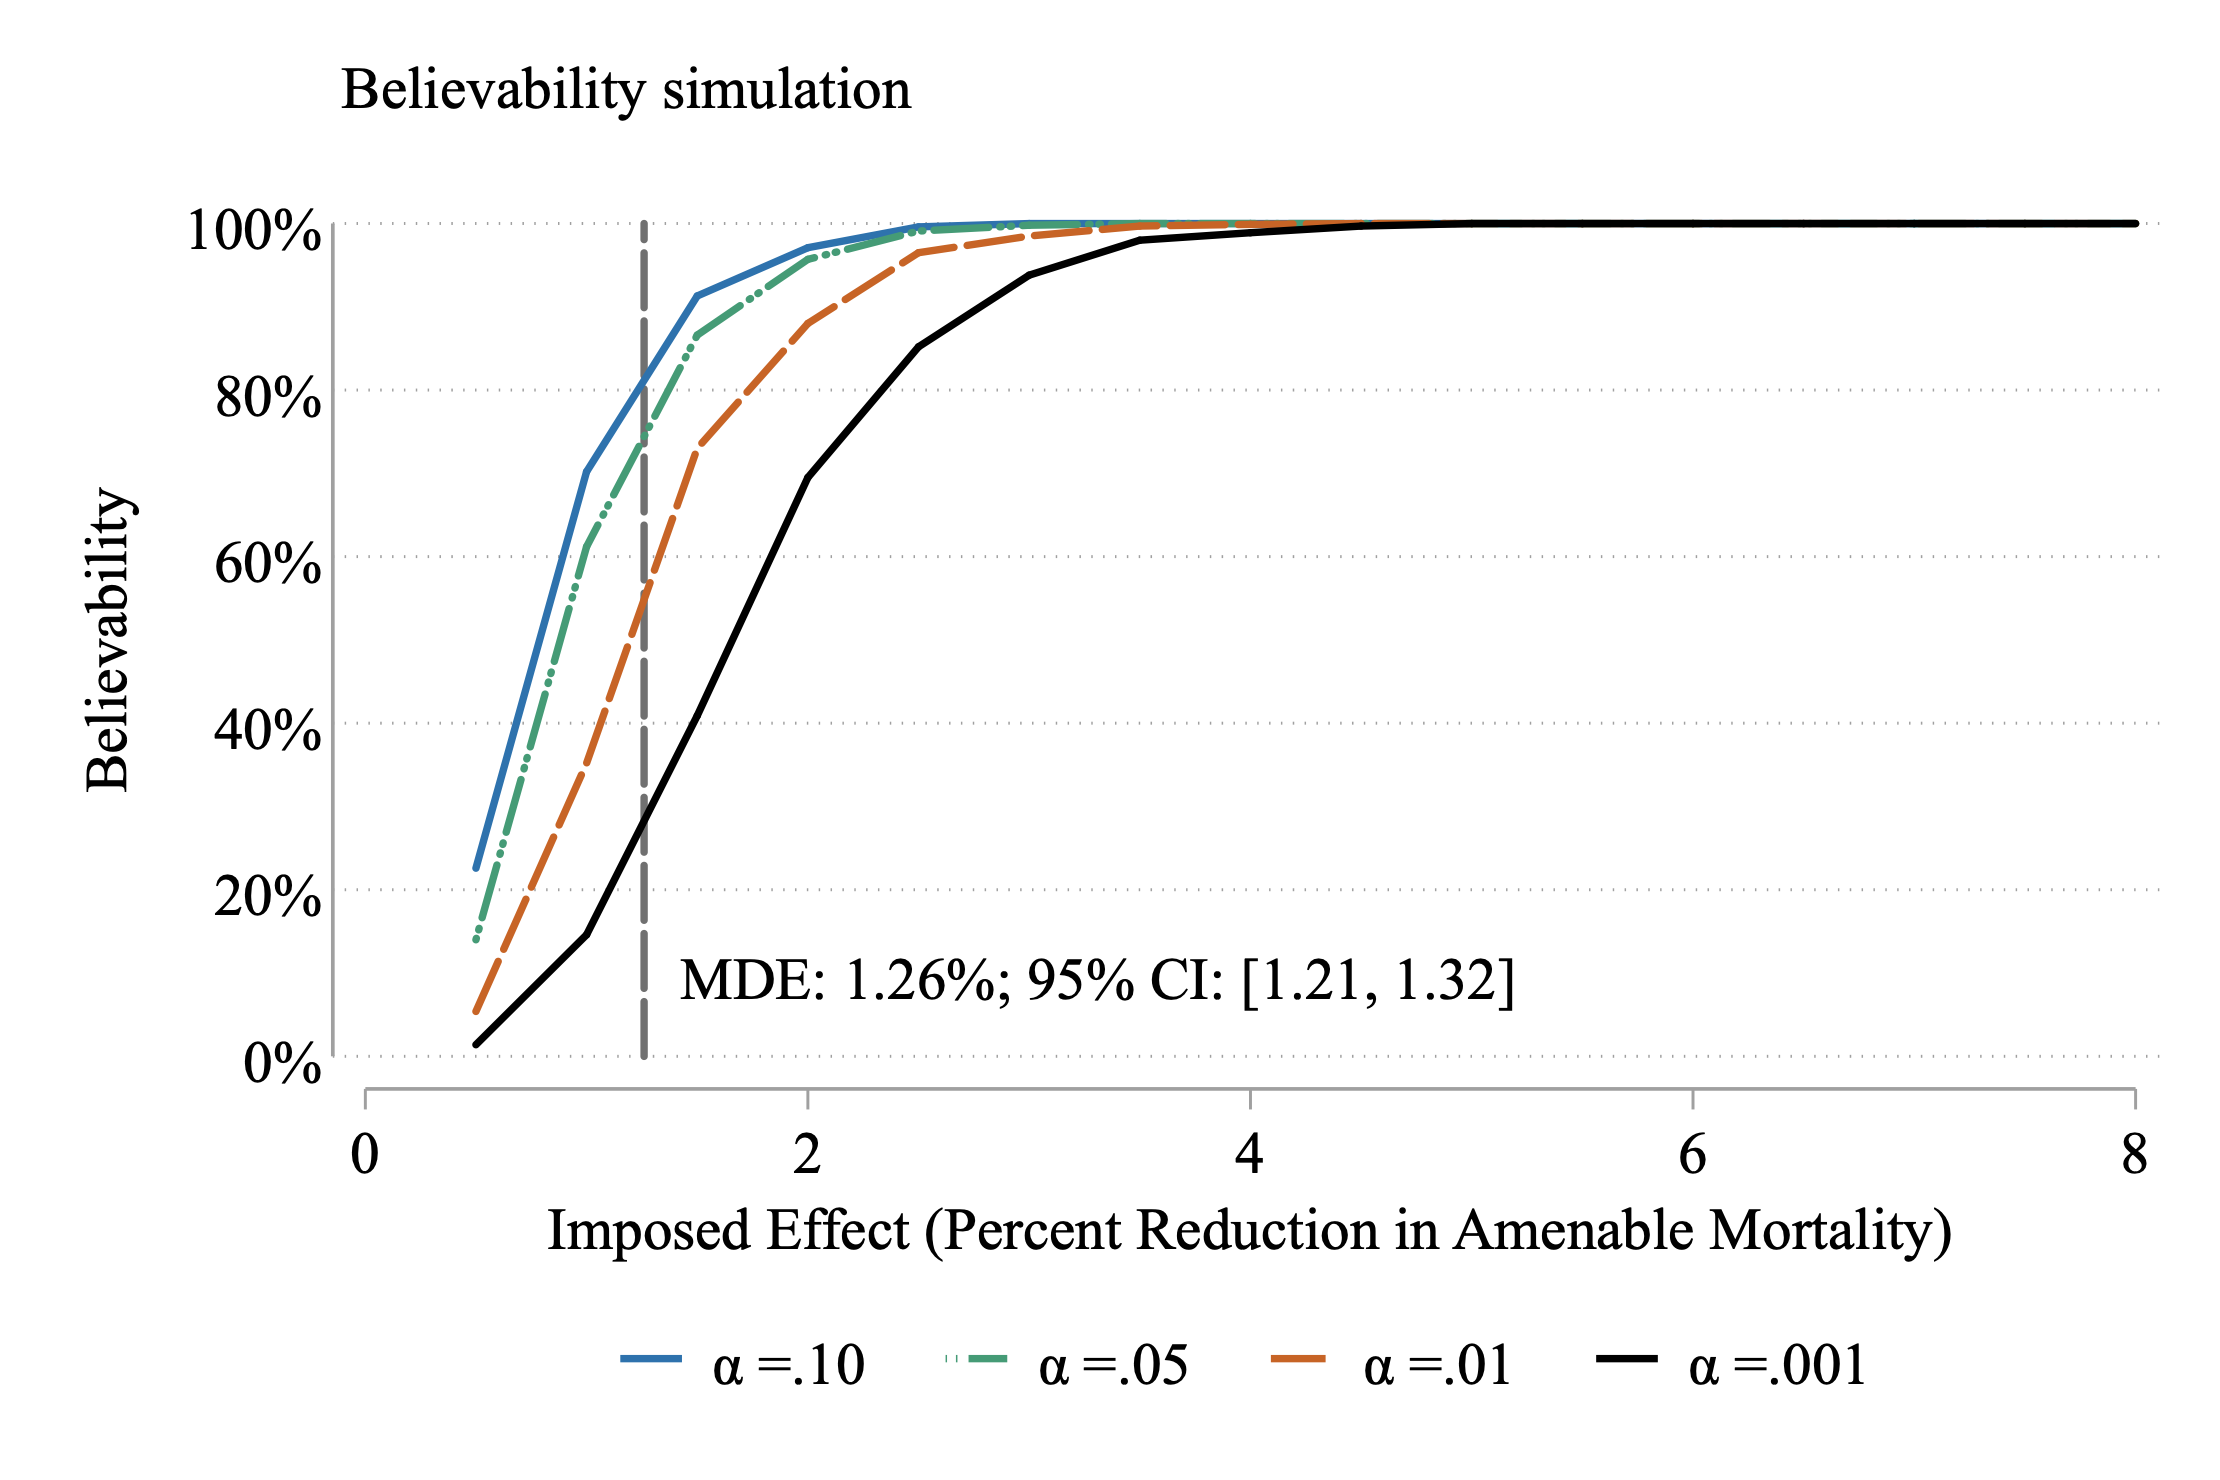 Believability simulation
100%
80%
60%
40%
20%
0%
Believability
MDE: 1.26%; 95% CI: [1.21, 1.32]
0 2 4 6 8
Imposed Effect (Percent Reduction in Amenable Mortality)
α =.10 α =.05 α =.01 α =.001